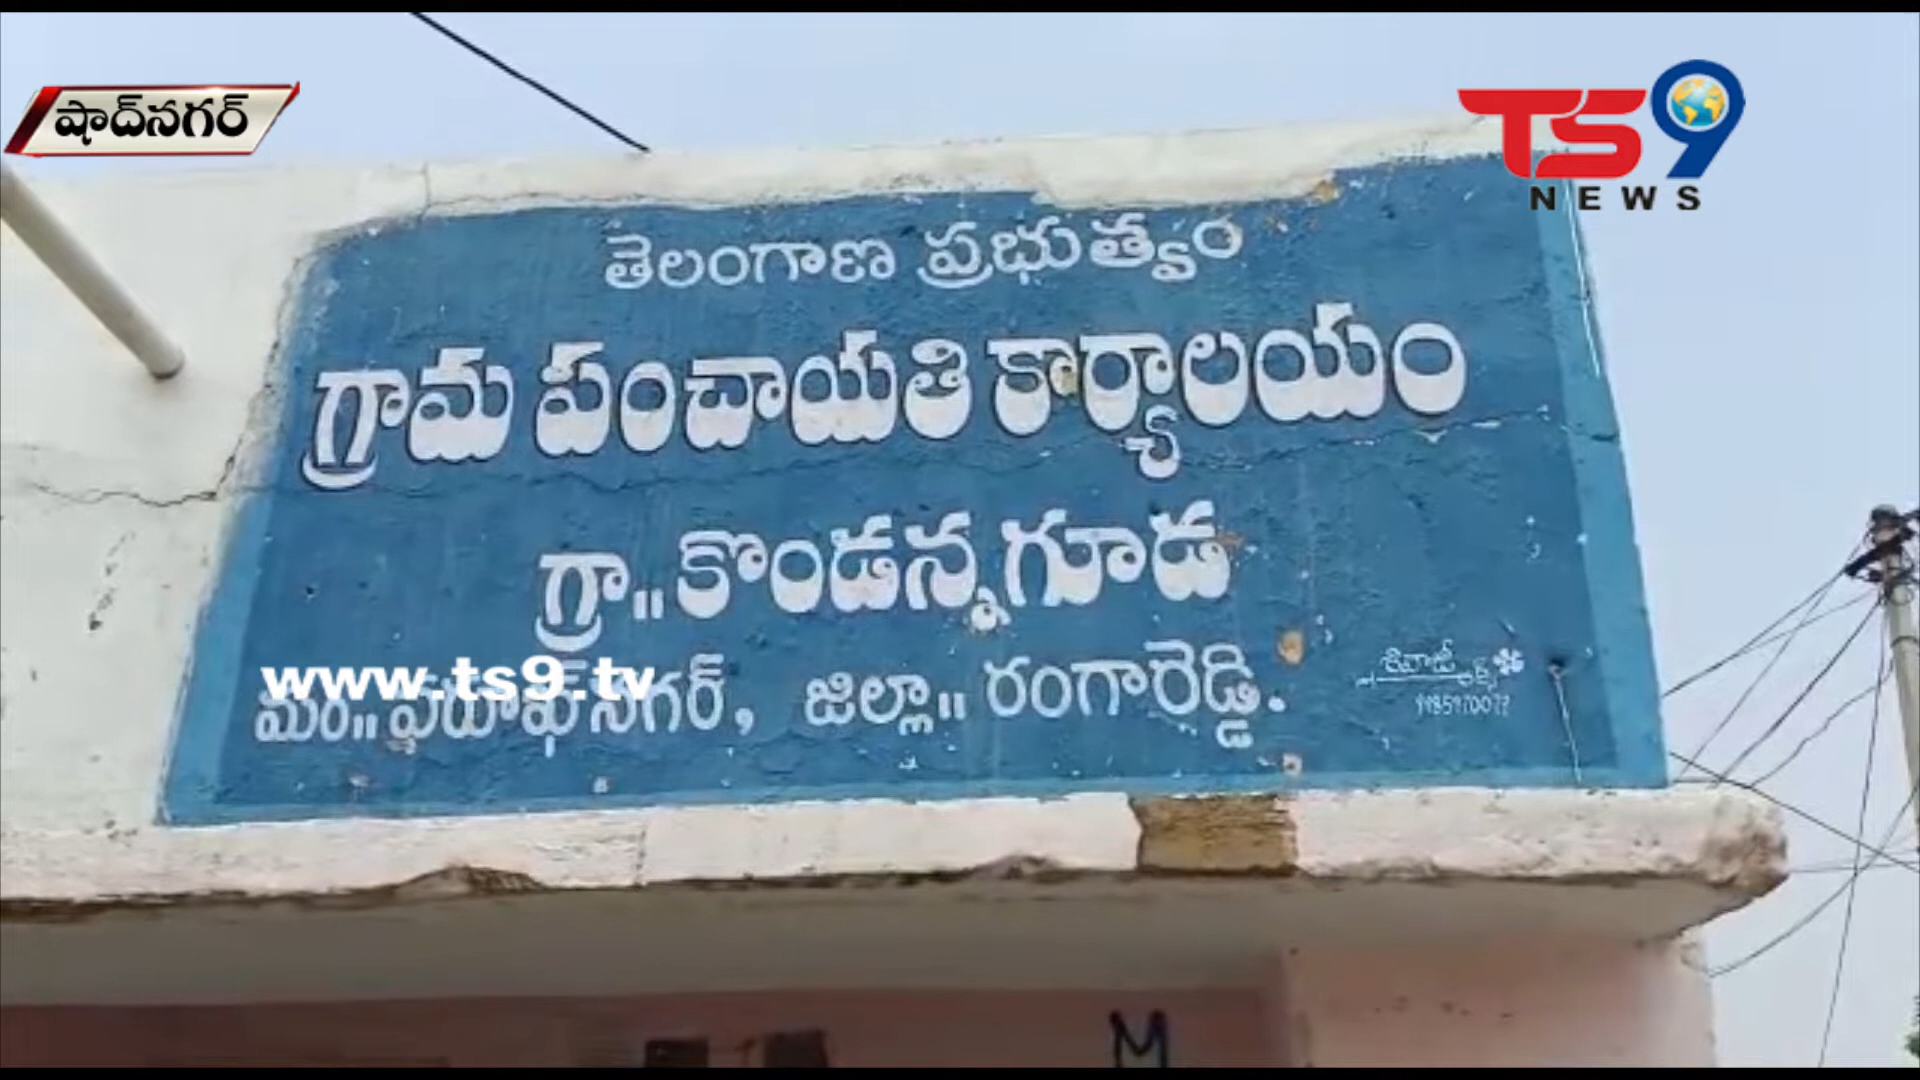 షాద్‌నగర్
TS9
NEWS
తెలంగాణ ప్రభుత్వం
గ్రామ పంచాయతి కార్యాలయం
గ్రా.. కొండన్నగూడ
www.ts9.tv
మం.. ఫరూఖ్‌నగర్, జిల్లా.. రంగారెడ్డి.
శివాజీ
M